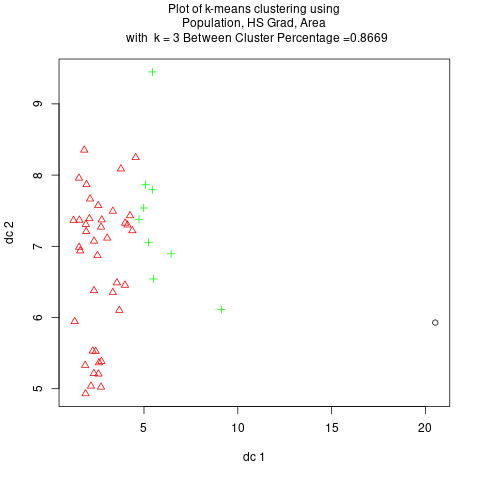 Plot of k-means clustering using
Population, HS Grad, Area
with k = 3 Between Cluster Percentage =0.8669
9
8
7
6
5
dc 2
5 10 15 20
dc 1